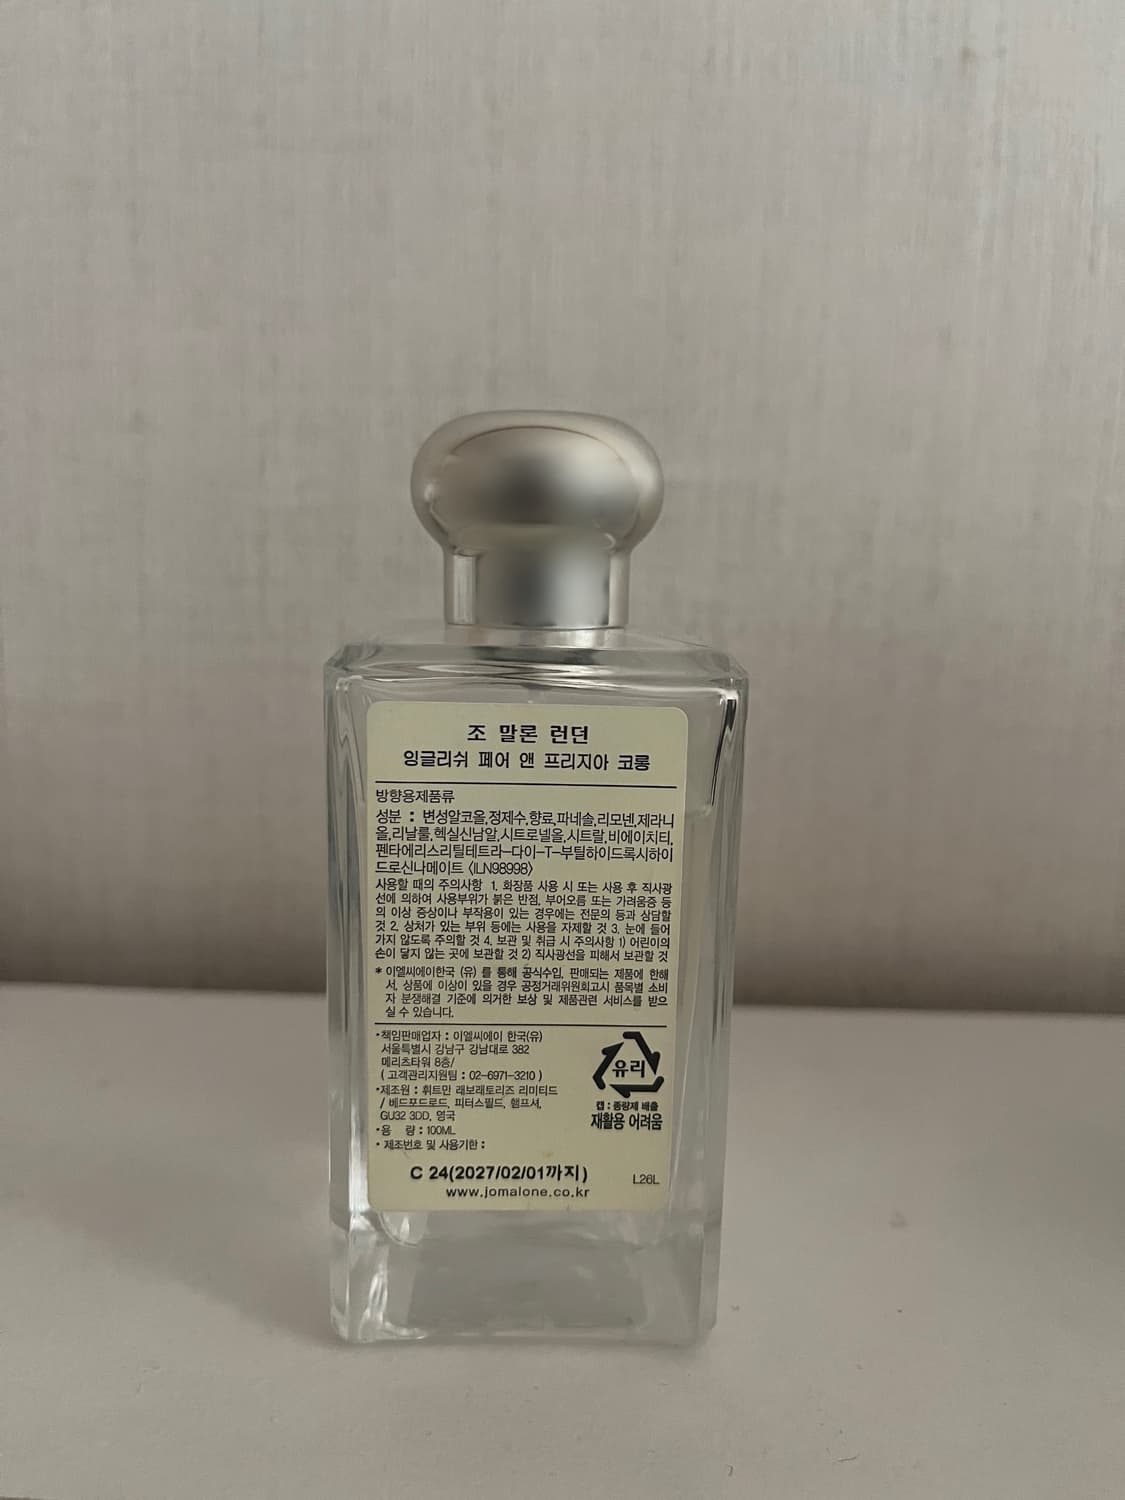 조 말론 런던
잉글리쉬 페어 앤 프리지아 코롱
방향용제품류
성분 : 변성알코올,정제수,향료,파네솔,리모넨,제라니
올,리날룰,헥실신남알,시트로넬올,시트랄,비에이치티,
펜타에리스리틸테트라-다이-T-부틸하이드록시하이
드로신나메이트 <ILN98998>
사용할 때의 주의사항 1. 화장품 사용 시 또는 사용 후 직사광
선에 의하여 사용부위가 붉은 반점, 부어오름 또는 가려움증 등
의 이상 증상이나 부작용이 있는 경우에는 전문의 등과 상담할
것 2. 상처가 있는 부위 등에는 사용을 자제할 것 3. 눈에 들어
가지 않도록 주의할 것 4. 보관 및 취급 시 주의사항 1) 어린이의
손이 닿지 않는 곳에 보관할 것 2) 직사광선을 피해서 보관할 것
* 이엘씨에이한국 (유) 를 통해 공식수입, 판매되는 제품에 한해
서, 상품에 이상이 있을 경우 공정거래위원회고시 품목별 소비
자 분쟁해결 기준에 의거한 보상 및 제품관련 서비스를 받으
실 수 있습니다.
•책임판매업자 : 이엘씨에이 한국(유)
서울특별시 강남구 강남대로 382
메리츠타워 8층/
( 고객관리지원팀 : 02-6971-3210 )
•제조원 : 휘트만 래보래토리즈 리미티드
/ 베드포드로드, 피터스필드, 햄프셔,
GU32 3DD, 영국
•용 량 : 100ML
• 제조번호 및 사용기한 :
유리
캡 : 종량제 배출
재활용 어려움
C 24(2027/02/01까지)
L26L
www.jomalone.co.kr